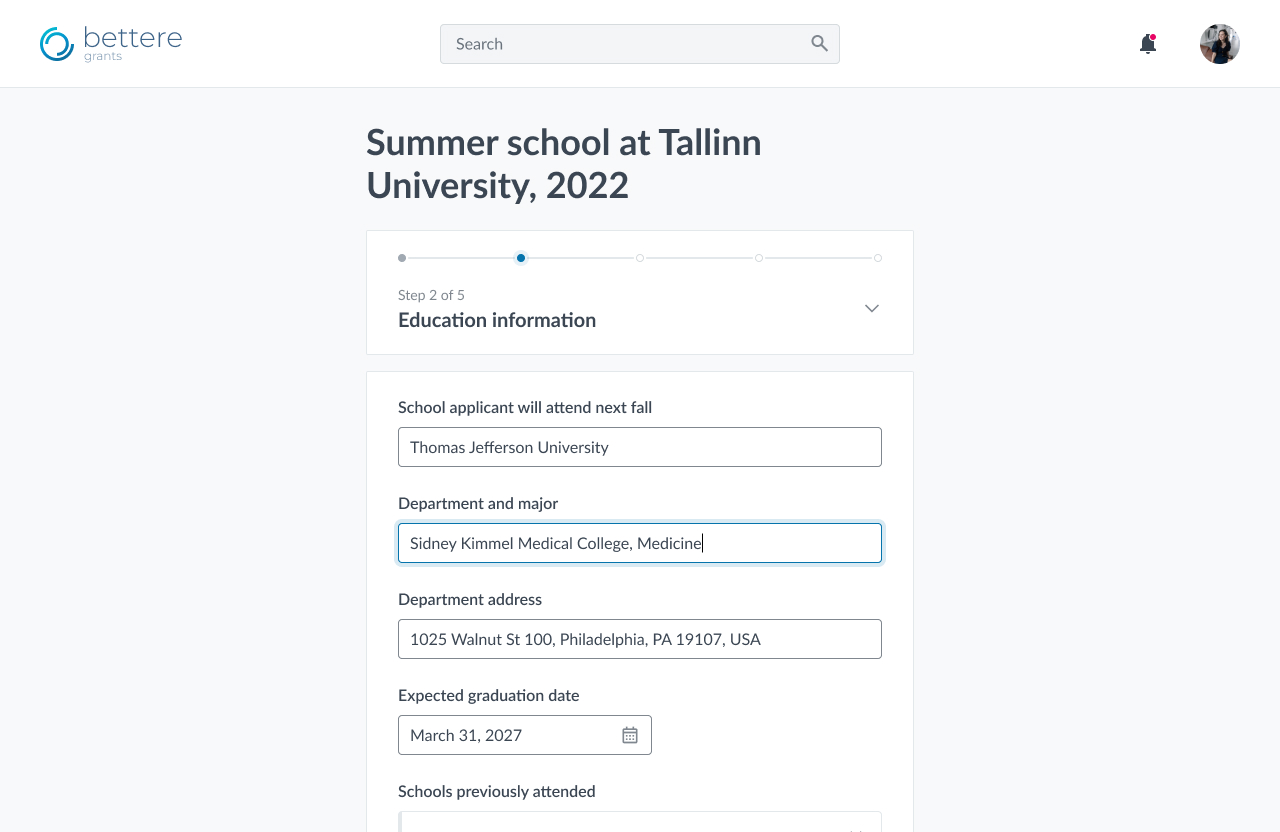 bettere
grants
Search
Summer school at Tallinn
University, 2022
Step 2 of 5
Education information
School applicant will attend next fall
Thomas Jefferson University
Department and major
Sidney Kimmel Medical College, Medicine
Department address
1025 Walnut St 100, Philadelphia, PA 19107, USA
Expected graduation date
March 31, 2027
Schools previously attended